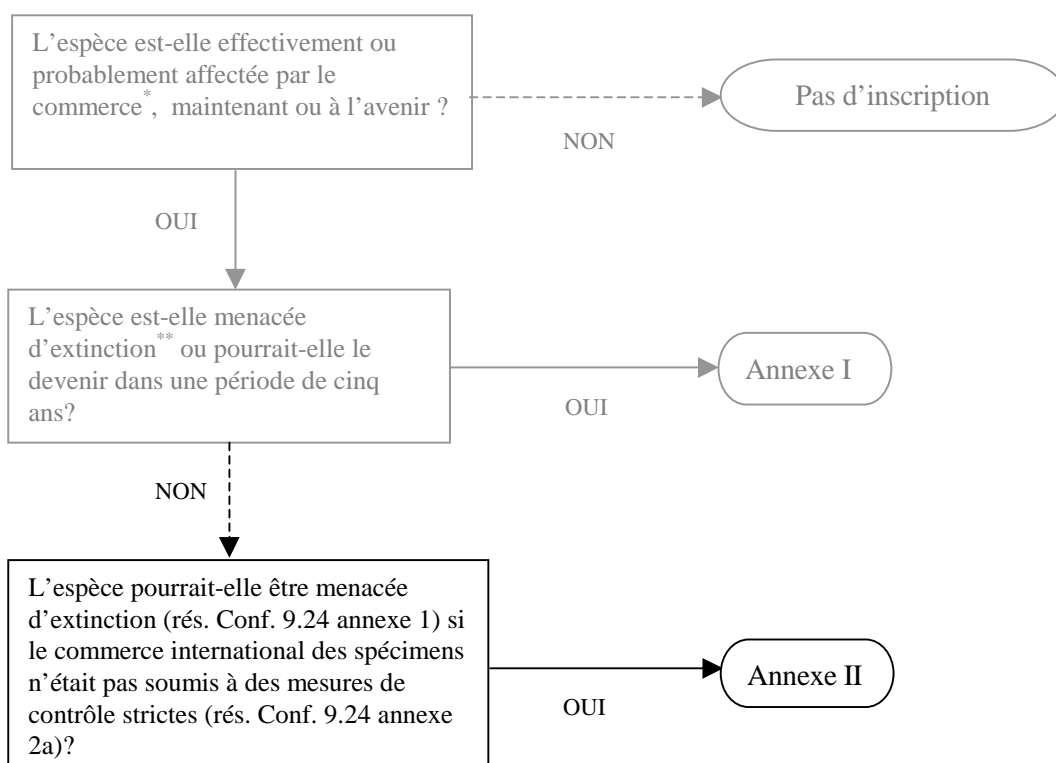 L’espèce est-elle effectivement ou
probablement affectée par le
commerce*, maintenant ou à l’avenir ?
Pas d’inscription
NON
OUI
L’espèce est-elle menacée
d’extinction** ou pourrait-elle le
devenir dans une période de cinq
ans?
Annexe I
OUI
NON
L’espèce pourrait-elle être menacée
d’extinction (rés. Conf. 9.24 annexe 1) si
le commerce international des spécimens
n’était pas soumis à des mesures de
contrôle strictes (rés. Conf. 9.24 annexe
2a)?
Annexe II
OUI